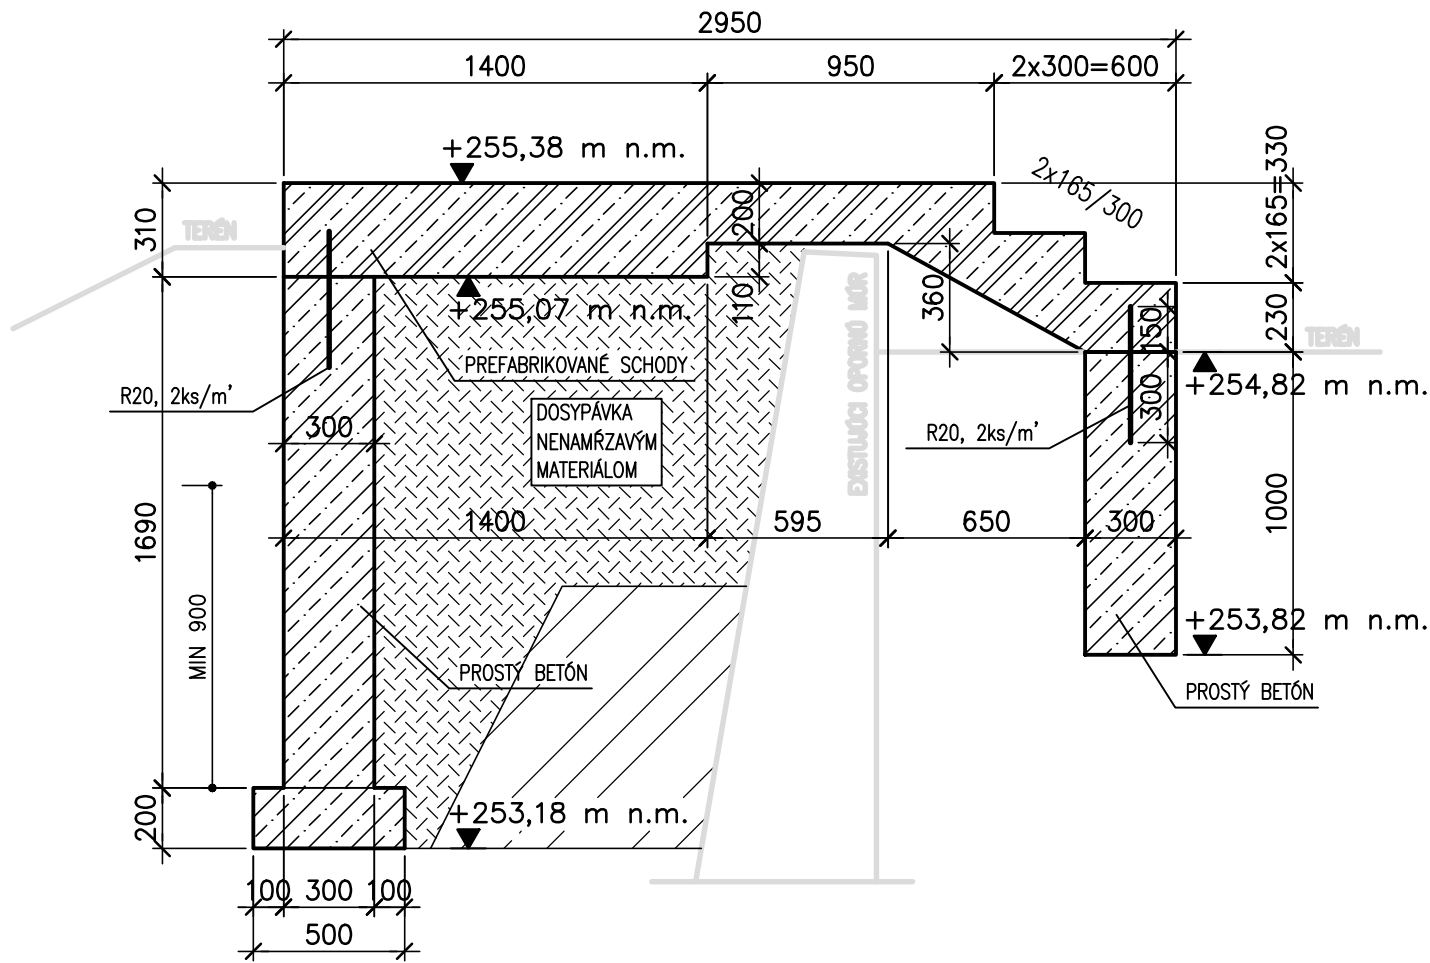 2950
1400
950
2x300=600
+255,38 m n.m.
2x165/300
2x165=330
310
200
TERÉN
+255,07 m n.m.
110
360
230
150
TERÉN
PREFABRIKOVANÉ SCHODY
R20, 2ks/m'
+254,82 m n.m.
300
DOSYPÁVKA
NENAMŔZAVÝM
MATERIÁLOM
EXISTUJÚCI OPORNÚ MÚR
R20, 2ks/m'
300
1690
1400
595
650
300
1000
MIN 900
+253,82 m n.m.
PROSTÝ BETÓN
PROSTÝ BETÓN
200
+253,18 m n.m.
100
300
100
500